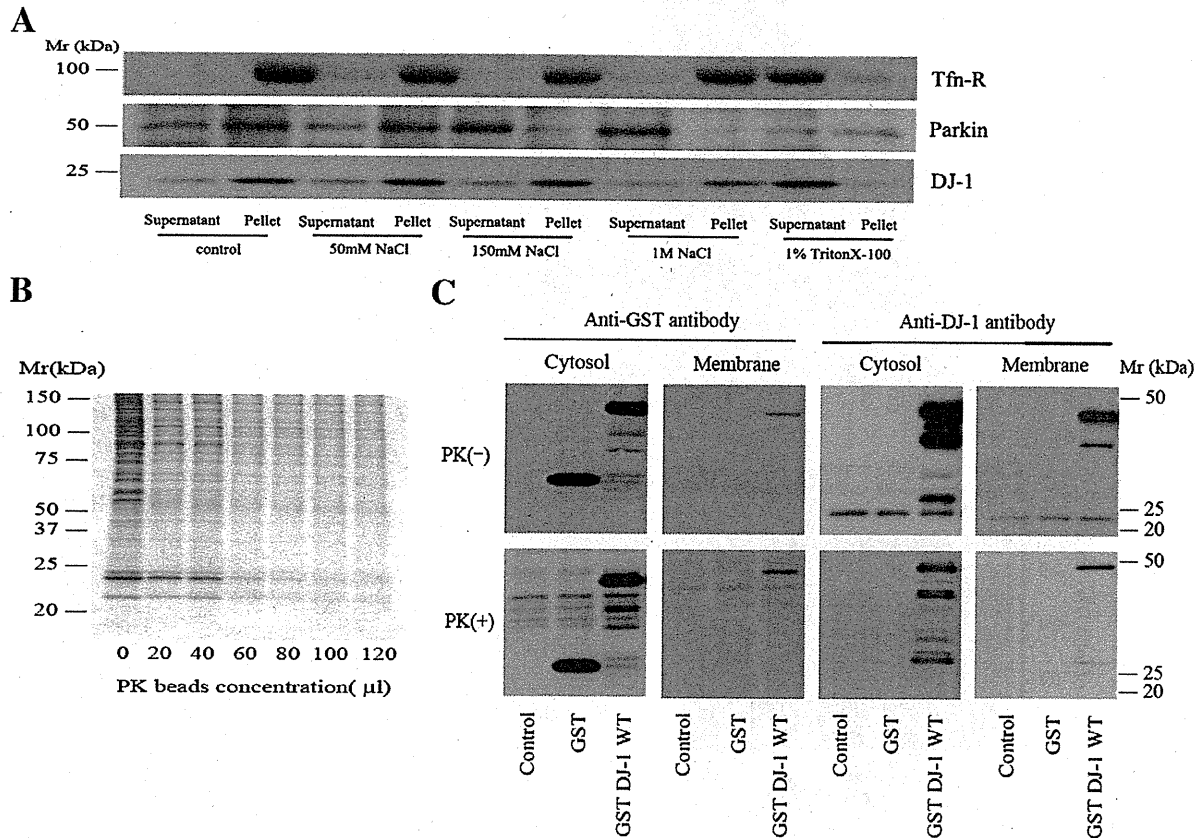 A
Mr (kDa)
100
50
25
Tfn-R
Parkin
DJ-1
Supernatant Pellet Supernatant Pellet Supernatant Pellet Supernatant Pellet Supernatant Pellet
control 50mM NaCl 150mM NaCl 1M NaCl 1% TritonX-100
B
Mr(kDa)
150
100
75
50
37
25
20
0 20 40 60 80 100 120
PK beads concentration( µl)
C
Anti-GST antibody Anti-DJ-1 antibody
Cytosol Membrane Cytosol Membrane Mr (kDa)
PK(−)
50
25
20
PK(+)
50
25
20
Control GST GST DJ-1 WT Control GST GST DJ-1 WT Control GST GST DJ-1 WT Control GST GST DJ-1 WT